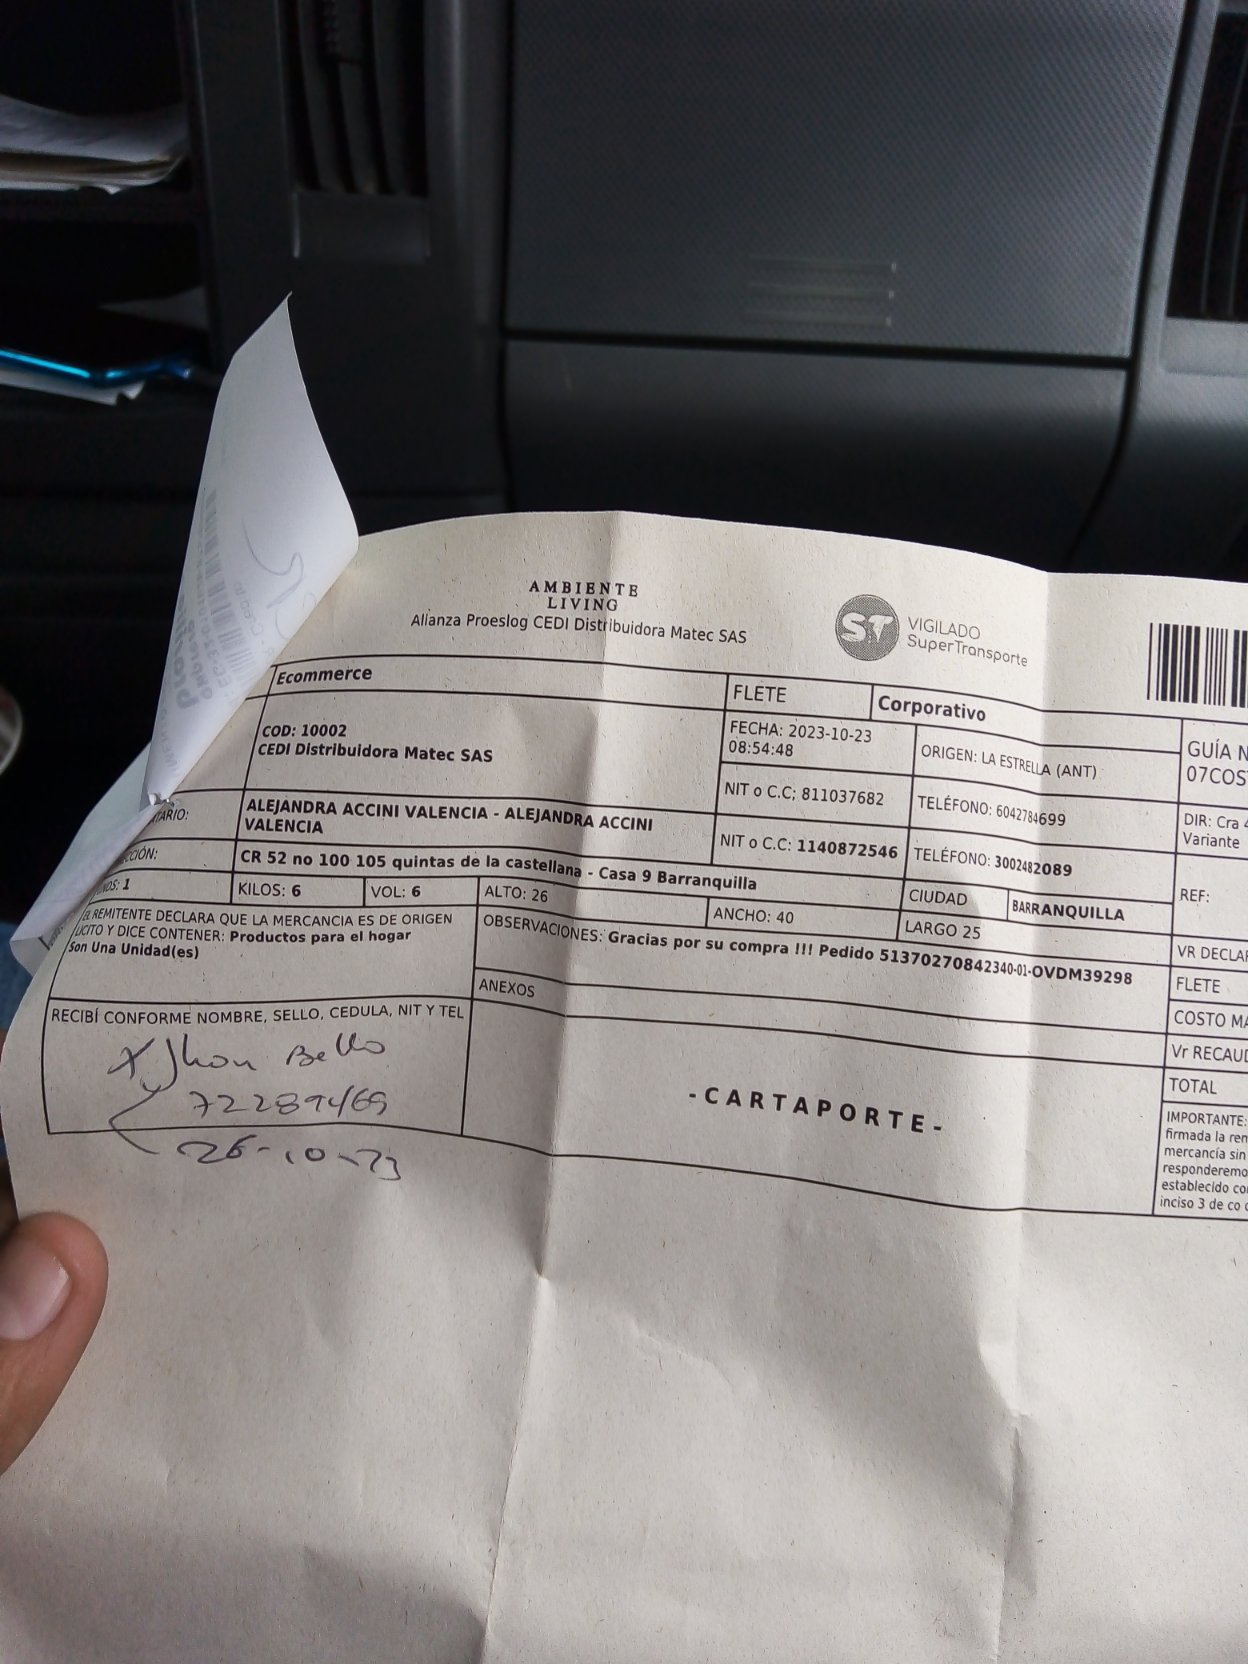 AMBIENTE
LIVING
Alianza Proeslog CEDI Distribuidora Matec SAS
ST VIGILADO
SuperTransporte
Ecommerce
FLETE
Corporativo
COD: 10002
CEDI Distribuidora Matec SAS
FECHA: 2023-10-23
08:54:48
ORIGEN: LA ESTRELLA (ANT)
GUÍA N
07COS
NIT o C.C; 811037682
TELÉFONO: 6042784699
DIR: Cra
Variante
TARIO:
ALEJANDRA ACCINI VALENCIA - ALEJANDRA ACCINI
VALENCIA
NIT o C.C: 1140872546
TELÉFONO: 3002482089
REF:
CCIÓN:
CR 52 no 100 105 quintas de la castellana - Casa 9 Barranquilla
CIUDAD
BARRANQUILLA
: 1
KILOS: 6
VOL: 6
ALTO: 26
ANCHO: 40
LARGO 25
EL REMITENTE DECLARA QUE LA MERCANCIA ES DE ORIGEN
LICITO Y DICE CONTENER: Productos para el hogar
Son Una Unidad(es)
OBSERVACIONES: Gracias por su compra !!! Pedido 51370270842340-01-OVDM39298
ANEXOS
VR DECLAR
FLETE
COSTO MA
Vr RECAUD
TOTAL
RECIBÍ CONFORME NOMBRE, SELLO, CEDULA, NIT Y TEL
X Jhon Bello
72289469
26-10-23
-CARTAPORTE-
IMPORTANTE:
firmada la rem
mercancía sin
responderemo
establecido co
inciso 3 de co